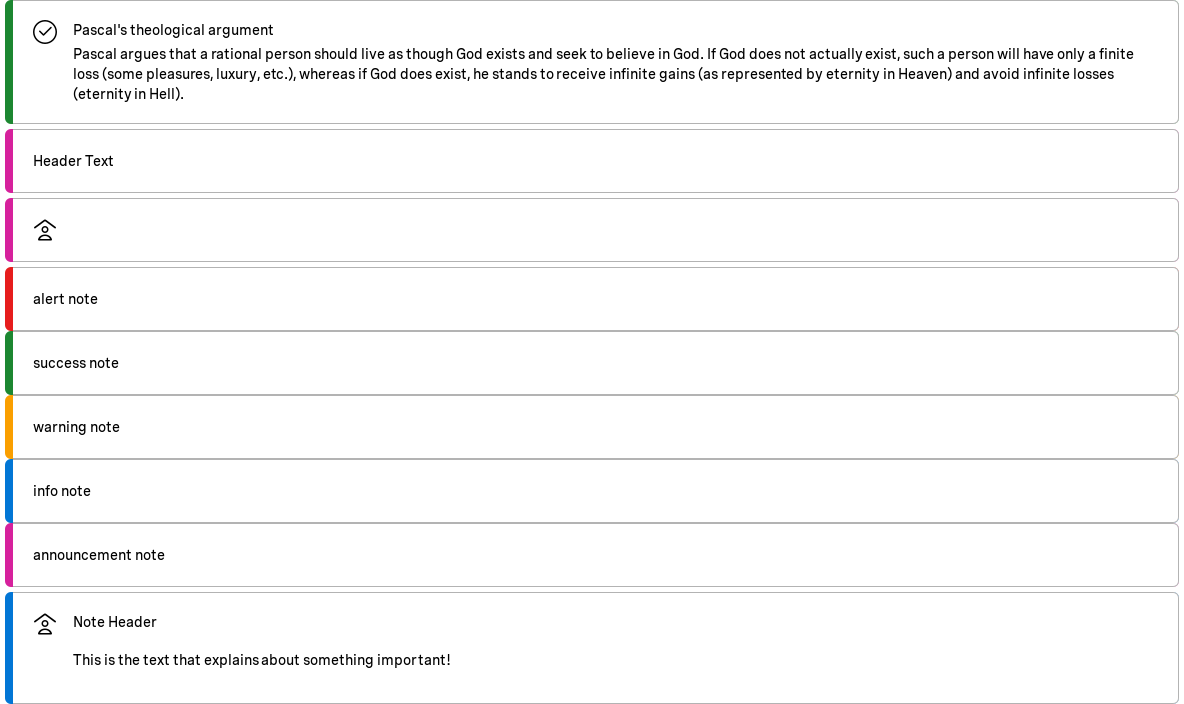 Pascal's theological argument
Pascal argues that a rational person should live as though God exists and seek to believe in God. If God does not actually exist, such a person will have only a finite
loss (some pleasures, luxury, etc.), whereas if God does exist, he stands to receive infinite gains (as represented by eternity in Heaven) and avoid infinite losses
(eternity in Hell).
Header Text
alert note
success note
warning note
info note
announcement note
Note Header
This is the text that explains about something important!